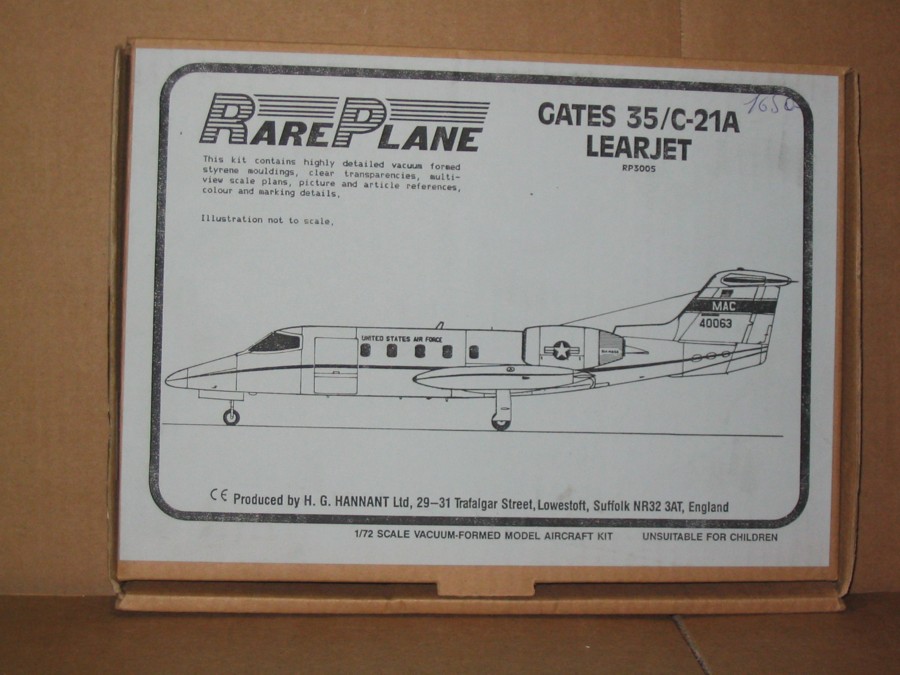 RAREPLANE
This kit contains highly detailed vacuum formed
styrene mouldings, clear transparencies, multi-
view scale plans, picture and article references,
colour and marking details.
Illustration not to scale.
GATES 35/C-21A
LEARJET
RP3005
MAC
40063
UNITED STATES AIR FORCE
CE Produced by H. G. HANNANT Ltd, 29–31 Trafalgar Street, Lowestoft, Suffolk NR32 3AT, England
1/72 SCALE VACUUM-FORMED MODEL AIRCRAFT KIT UNSUITABLE FOR CHILDREN